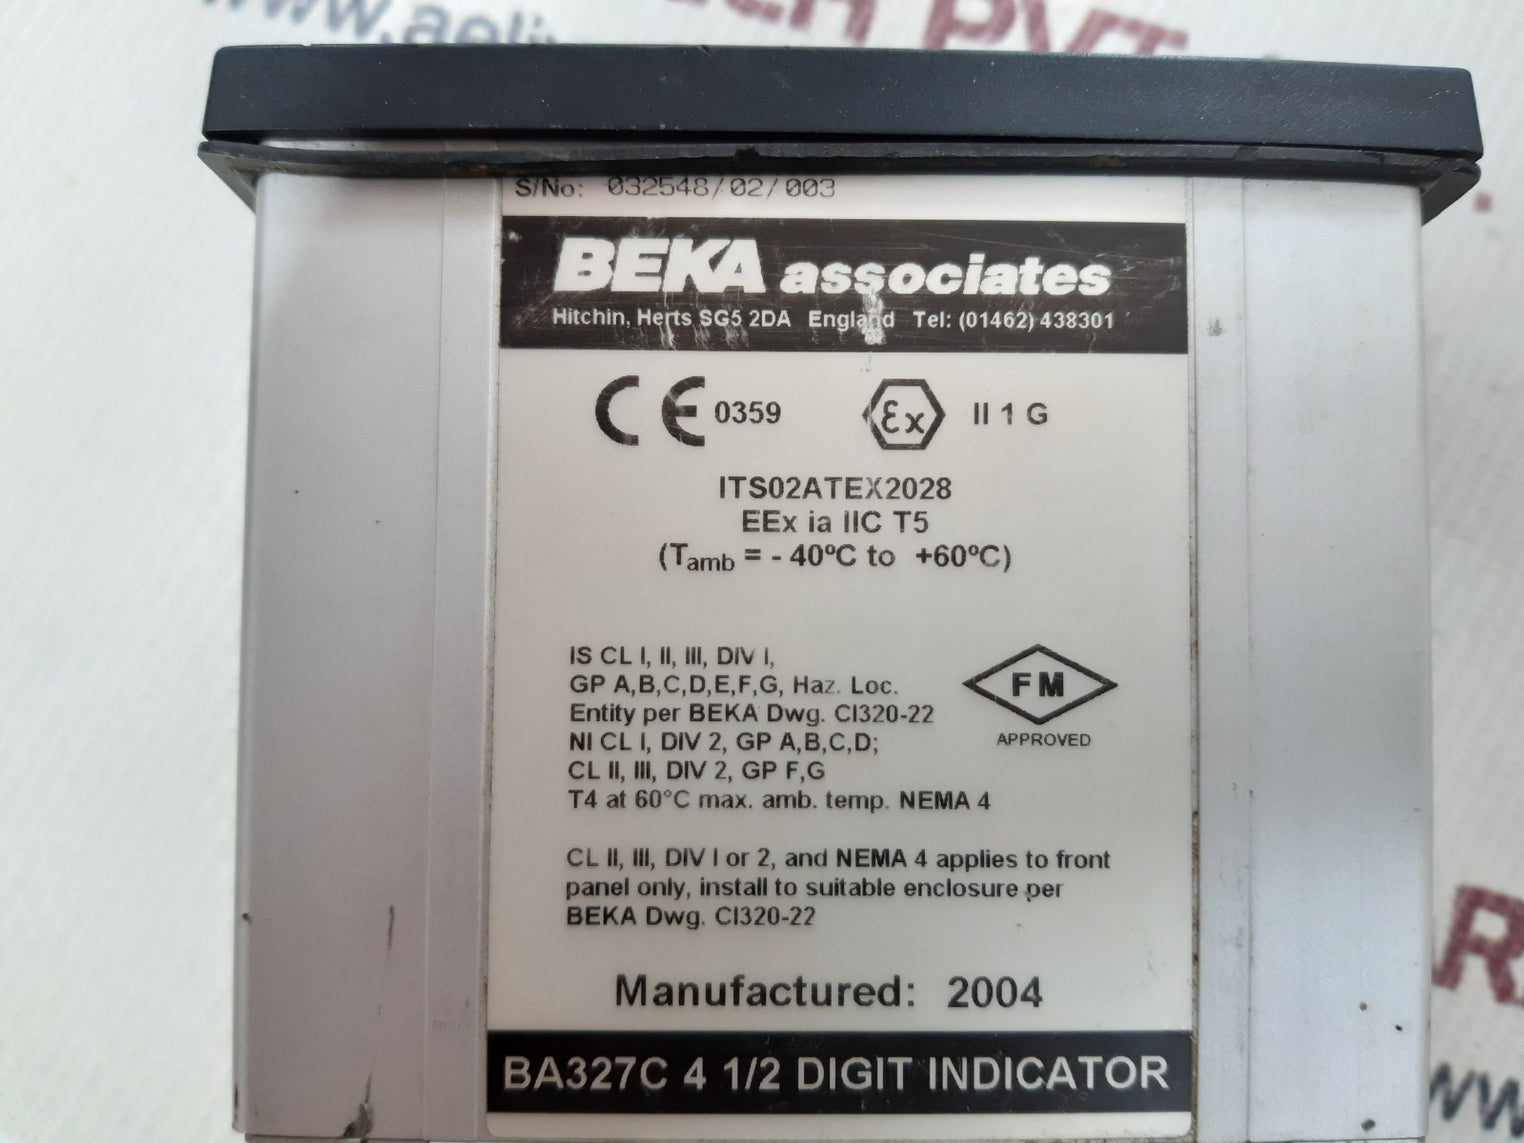 S/No: 032548/02/003
BEKA associates
Hitchin, Herts SG5 2DA England Tel: (01462) 438301
CE 0359 Ex II 1 G
ITS02ATEX2028
EEx ia IIC T5
(Tamb = - 40ºC to +60ºC)
IS CL I, II, III, DIV I,
GP A,B,C,D,E,F,G, Haz. Loc.
Entity per BEKA Dwg. CI320-22
NI CL I, DIV 2, GP A,B,C,D;
CL II, III, DIV 2, GP F,G
T4 at 60°C max. amb. temp. NEMA 4
FM
APPROVED
CL II, III, DIV I or 2, and NEMA 4 applies to front
panel only, install to suitable enclosure per
BEKA Dwg. CI320-22
Manufactured: 2004
BA327C 4 1/2 DIGIT INDICATOR